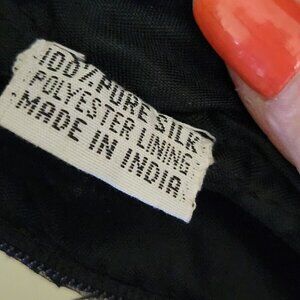 100% PURE SILK
POLYESTER LINING
MADE IN INDIA